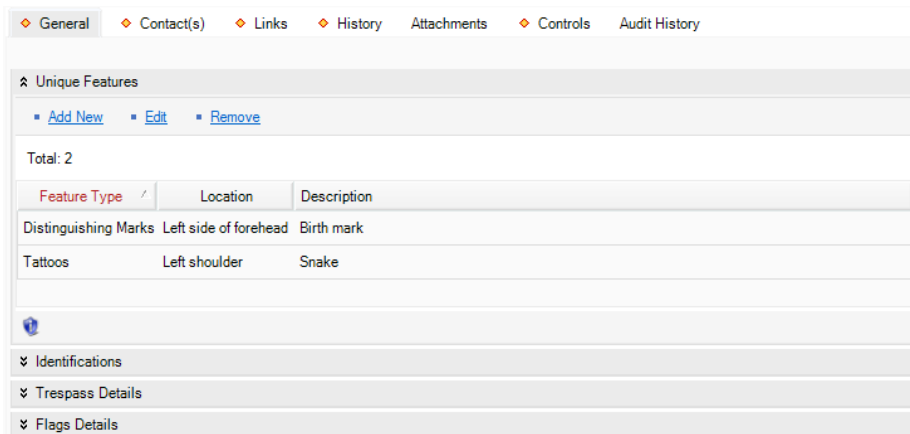 General Contact(s) Links History Attachments Controls Audit History
Unique Features
Add New Edit Remove
Total: 2
Feature Type Location Description
Distinguishing Marks Left side of forehead Birth mark
Tattoos Left shoulder Snake
Identifications
Trespass Details
Flags Details